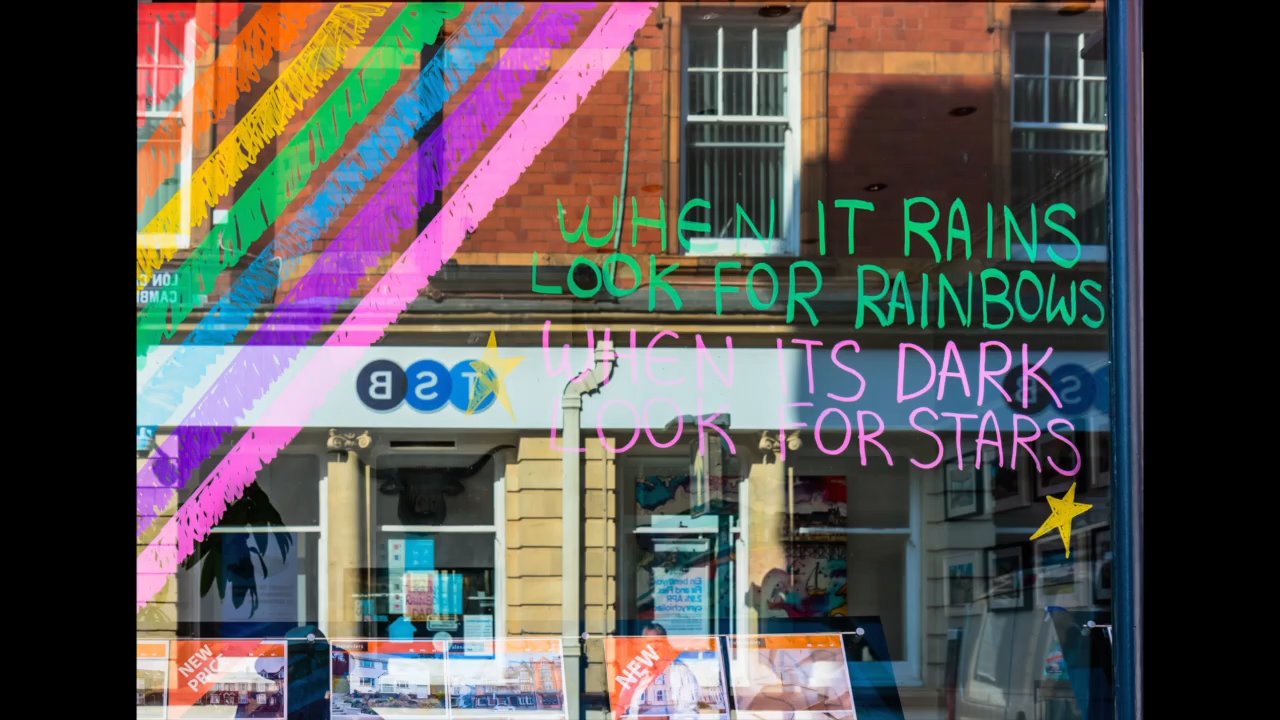 WHEN IT RAINS
LOOK FOR RAINBOWS
WHEN ITS DARK
LOOK FOR STARS
TSB
NEW PRICE
NEW